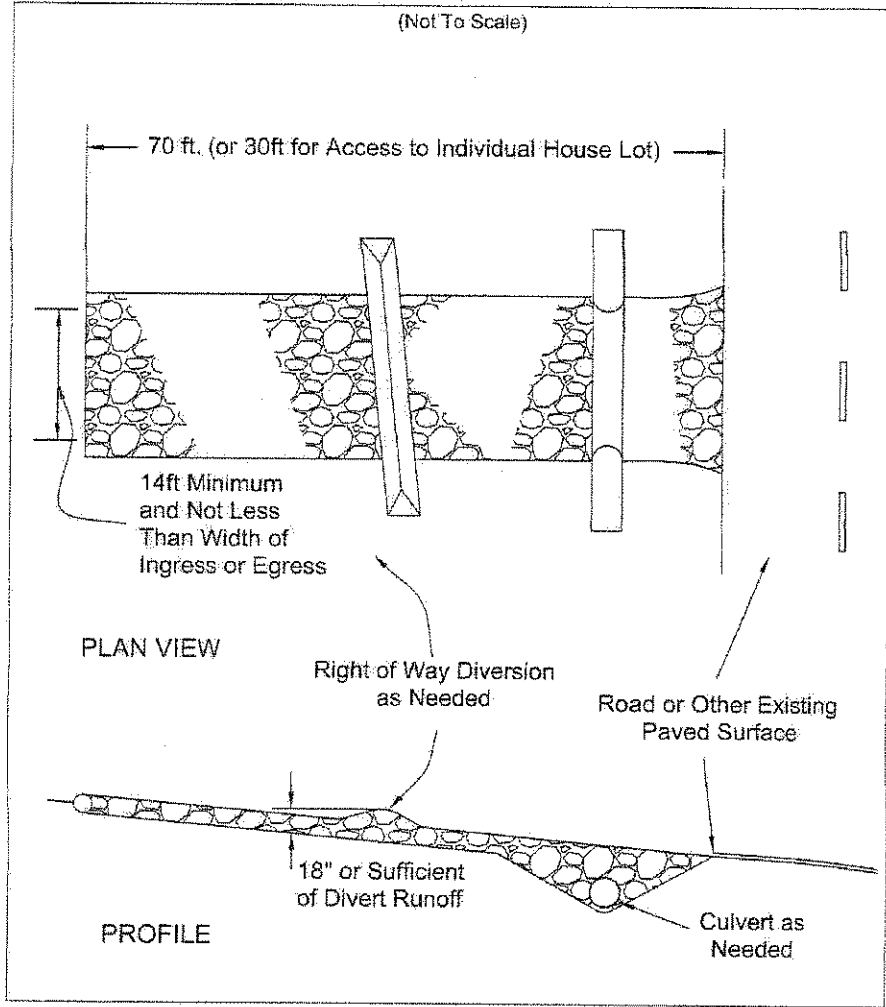 (Not To Scale)
70 ft. (or 30ft for Access to Individual House Lot)
14ft Minimum
and Not Less
Than Width of
Ingress or Egress
PLAN VIEW
Right of Way Diversion
as Needed
Road or Other Existing
Paved Surface
18" or Sufficient
of Divert Runoff
Culvert as
Needed
PROFILE